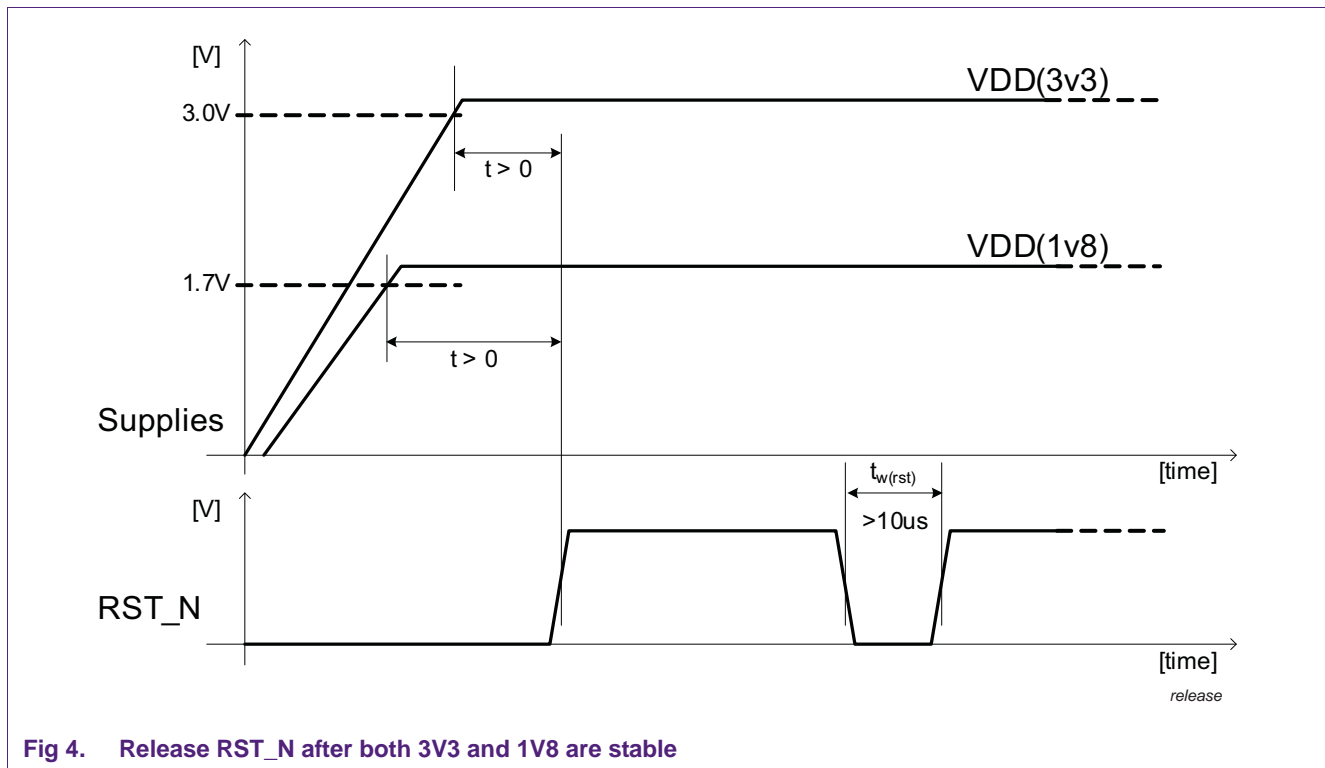 [V]
VDD(3v3)
3.0V
t > 0
VDD(1v8)
1.7V
t > 0
Supplies
[time]
tw(rst)
[V]
>10us
RST_N
[time]
release
Fig 4. Release RST_N after both 3V3 and 1V8 are stable